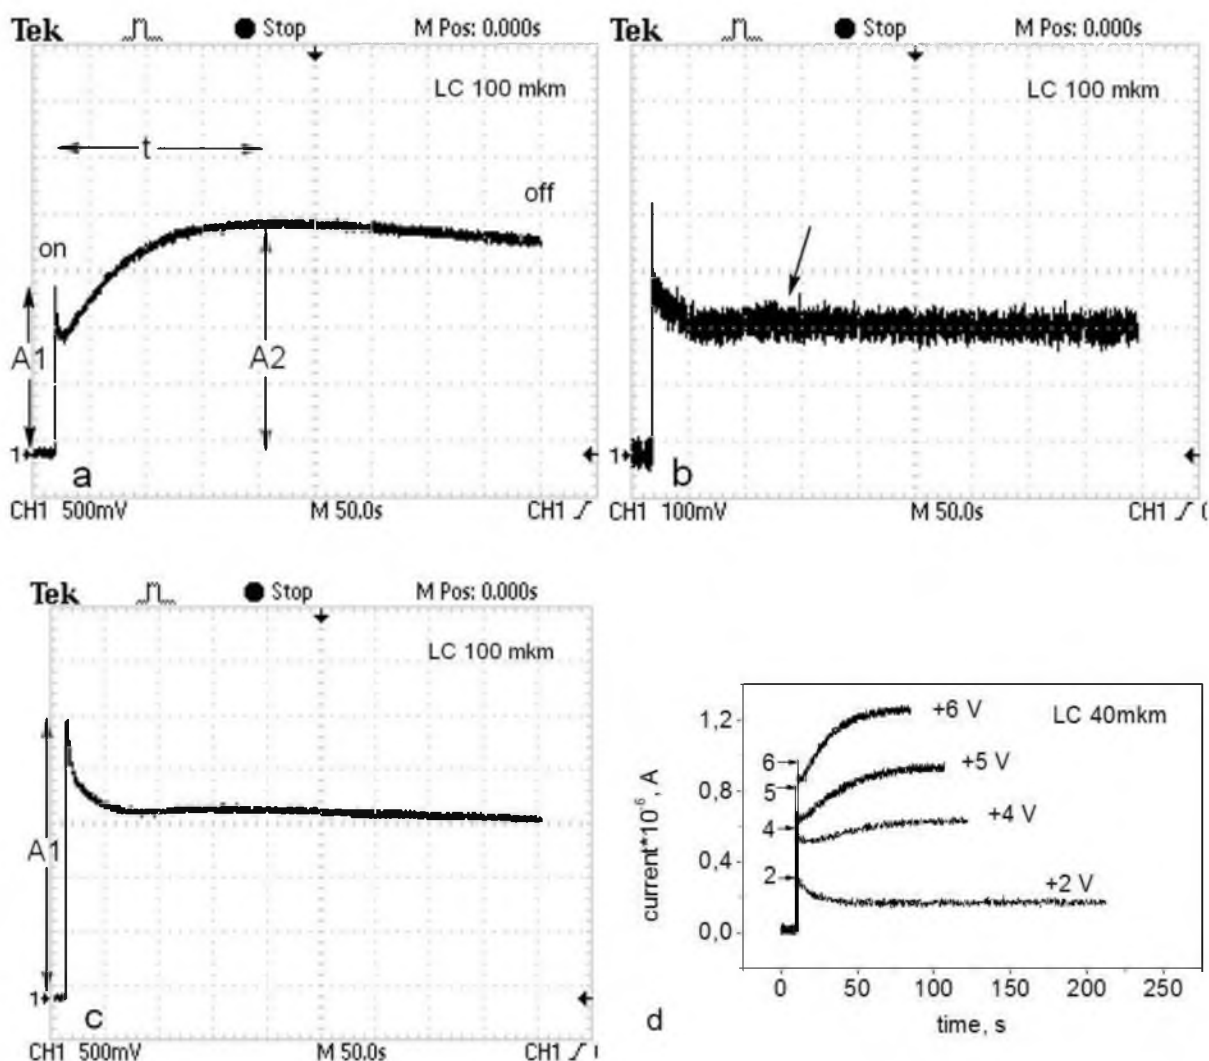 Tek Stop M Pos: 0.000s
LC 100 mkm
t
off
on
A1
A2
1
a
CH1 500mV M 50.0s CH1
Tek Stop M Pos: 0.000s
LC 100 mkm
1
b
CH1 100mV M 50.0s CH1
Tek Stop M Pos: 0.000s
LC 100 mkm
A1
1
c
CH1 500mV M 50.0s CH1
LC 40mkm
+6 V
+5 V
+4 V
+2 V
6
5
4
2
1,2
0,8
0,4
0,0
current*10⁻⁶, A
0 50 100 150 200 250
time, s
d